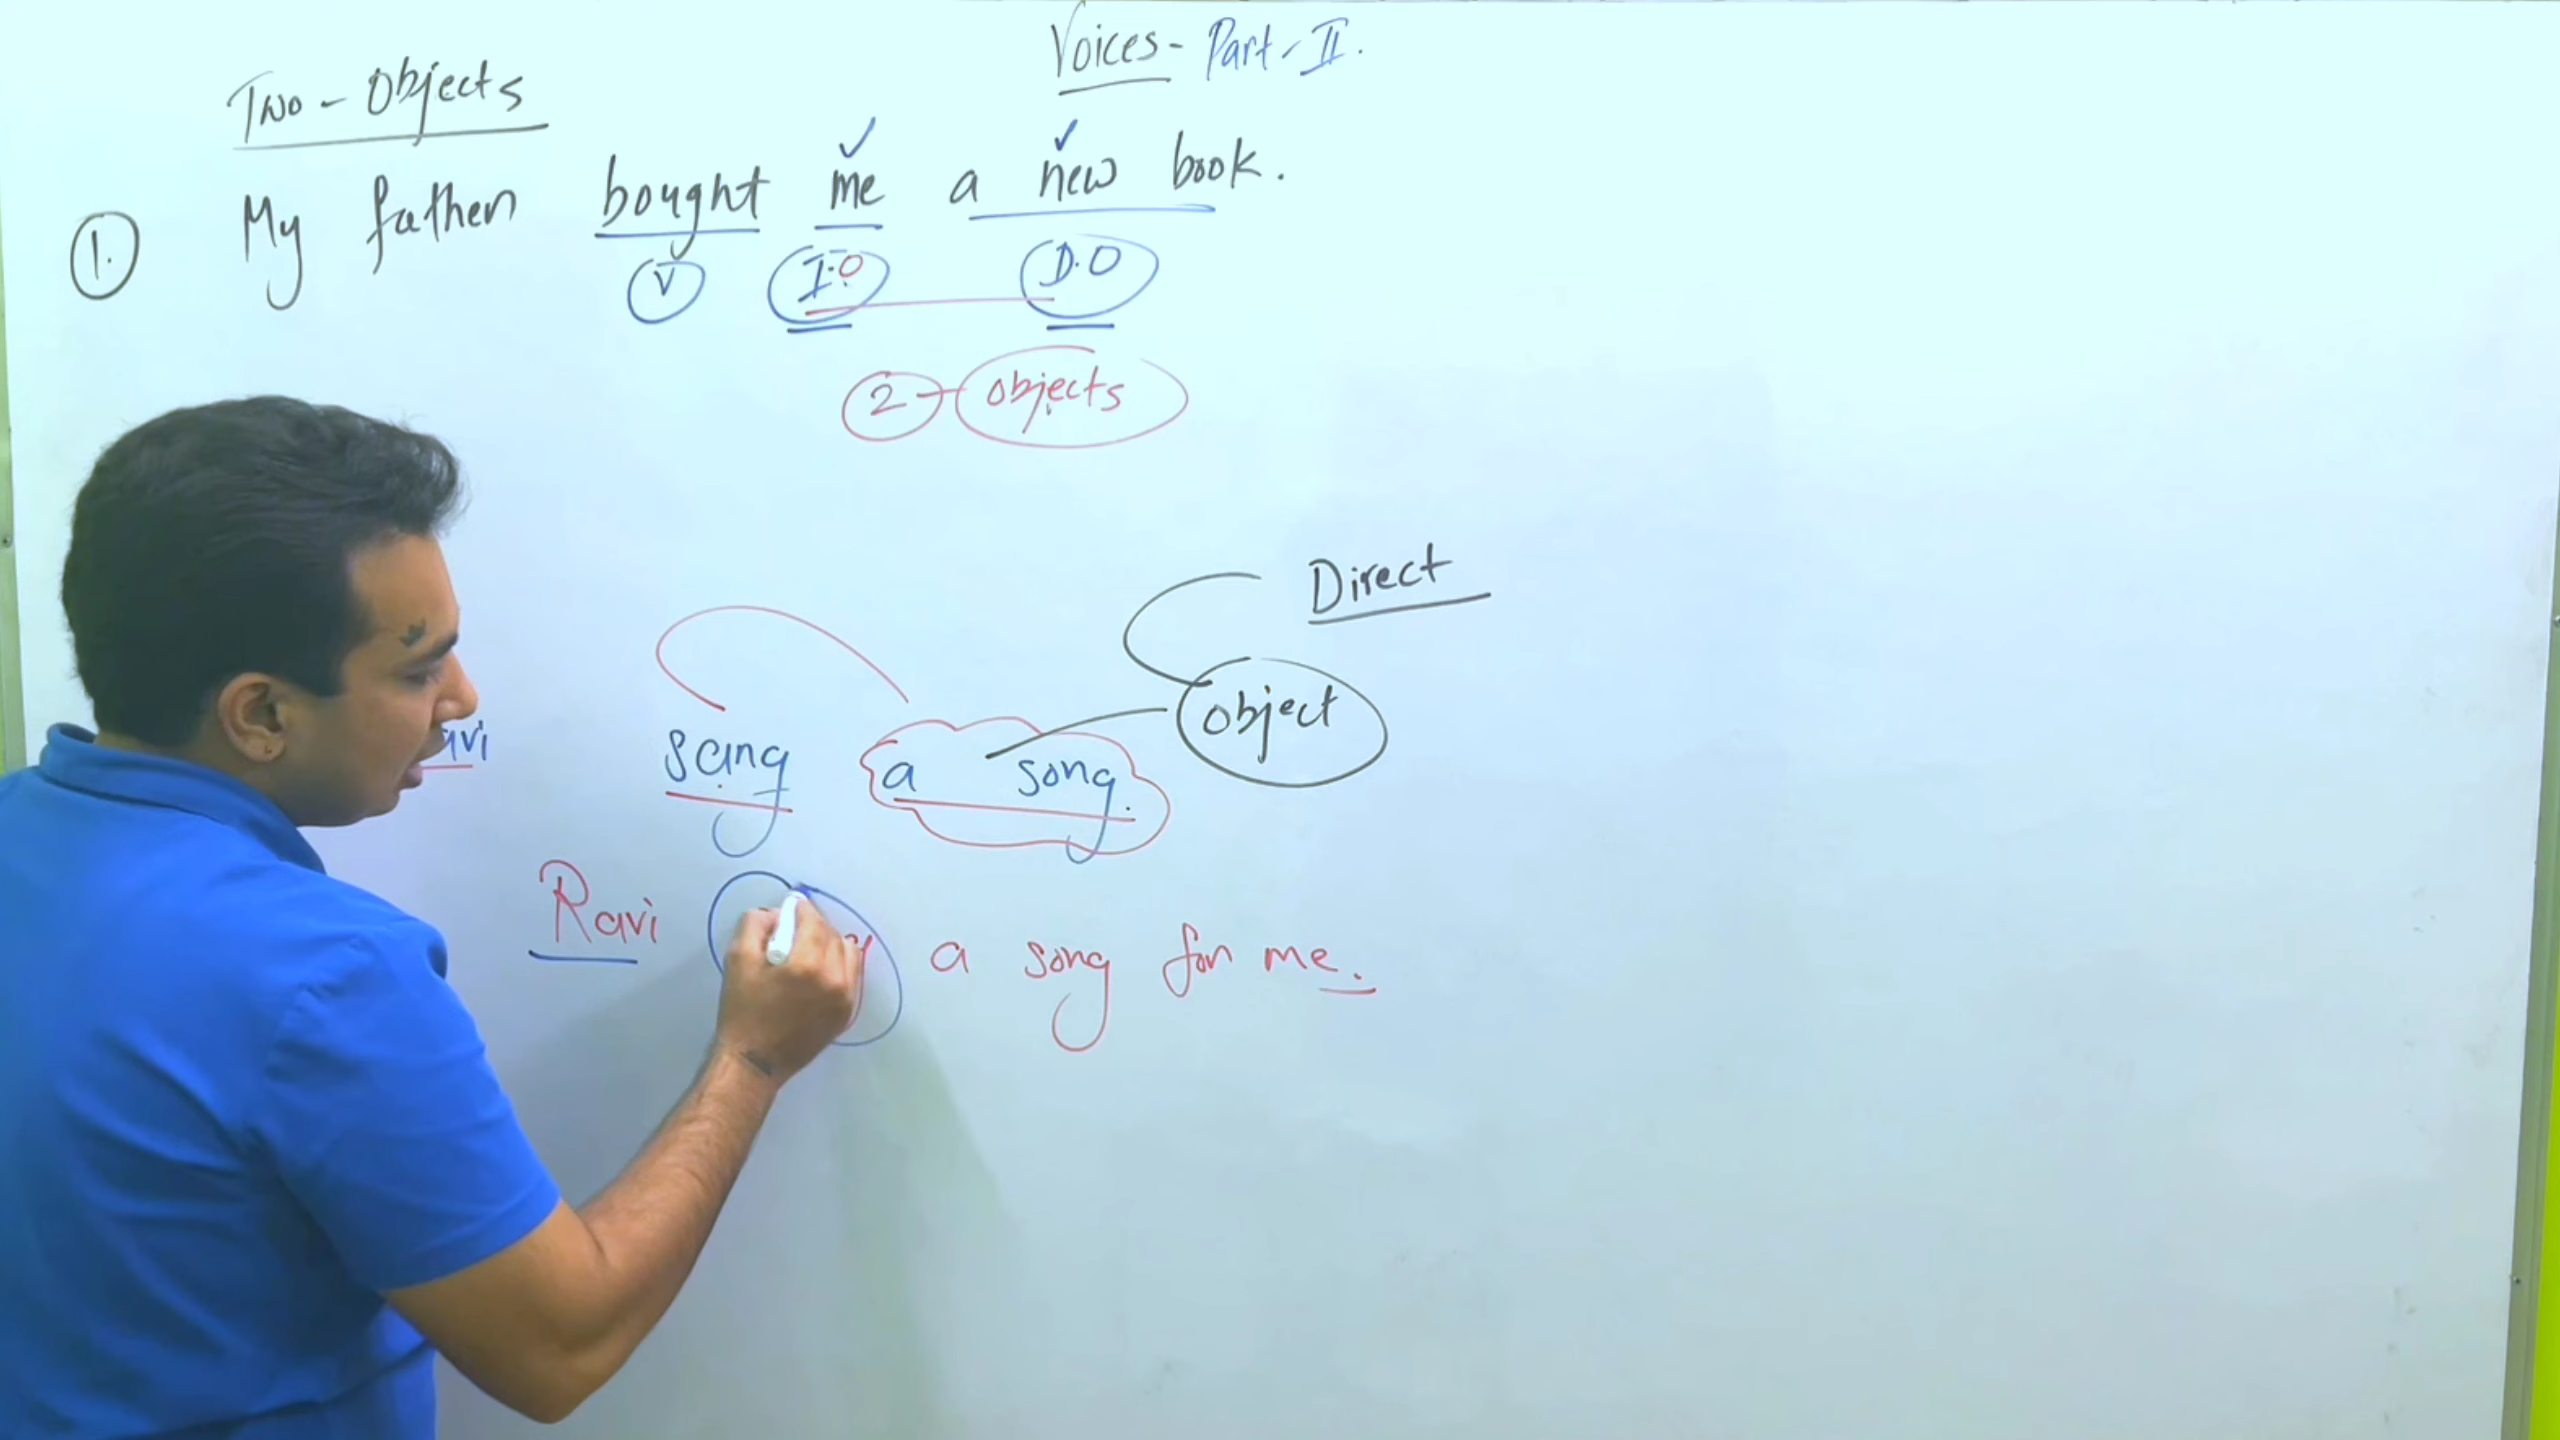 Voices - Part - II.
Two - Objects
1. My father bought me a new book.
V I.O D.O
2 - objects
Direct
object
sang a song.
Ravi a song for me.